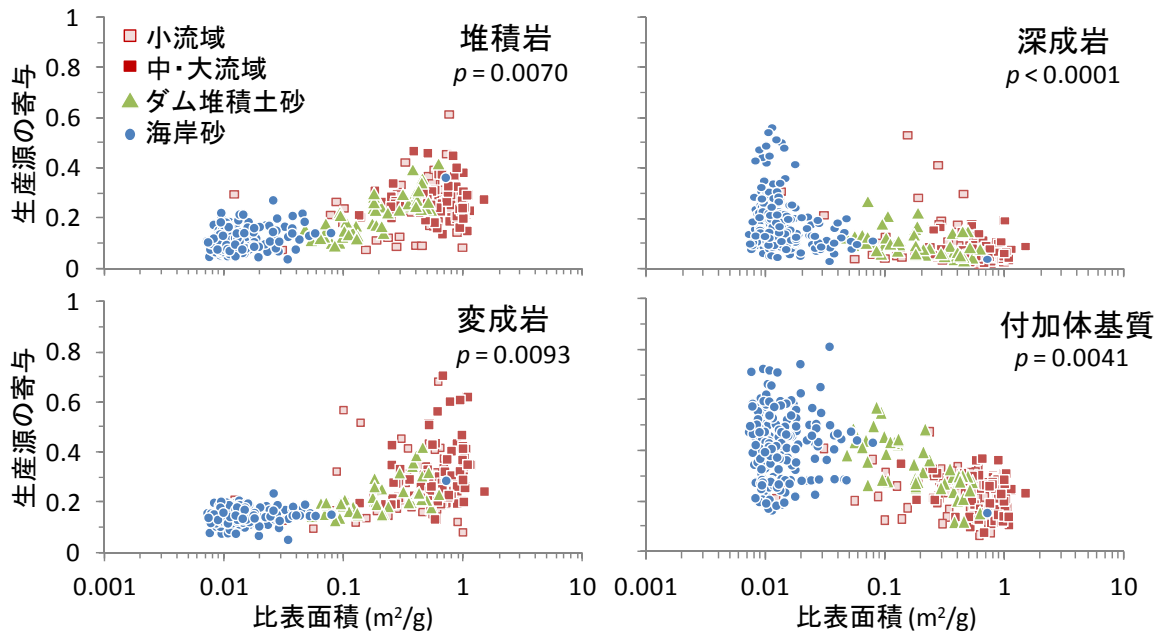 1
0.8
0.6
0.4
0.2
0
生産源の寄与
小流域
中・大流域
ダム堆積土砂
海岸砂
堆積岩
p = 0.0070
深成岩
p < 0.0001
1
0.8
0.6
0.4
0.2
0
生産源の寄与
変成岩
p = 0.0093
付加体基質
p = 0.0041
0.001
0.01
0.1
1
10
0.001
0.01
0.1
1
10
比表面積 (m²/g)
比表面積 (m²/g)